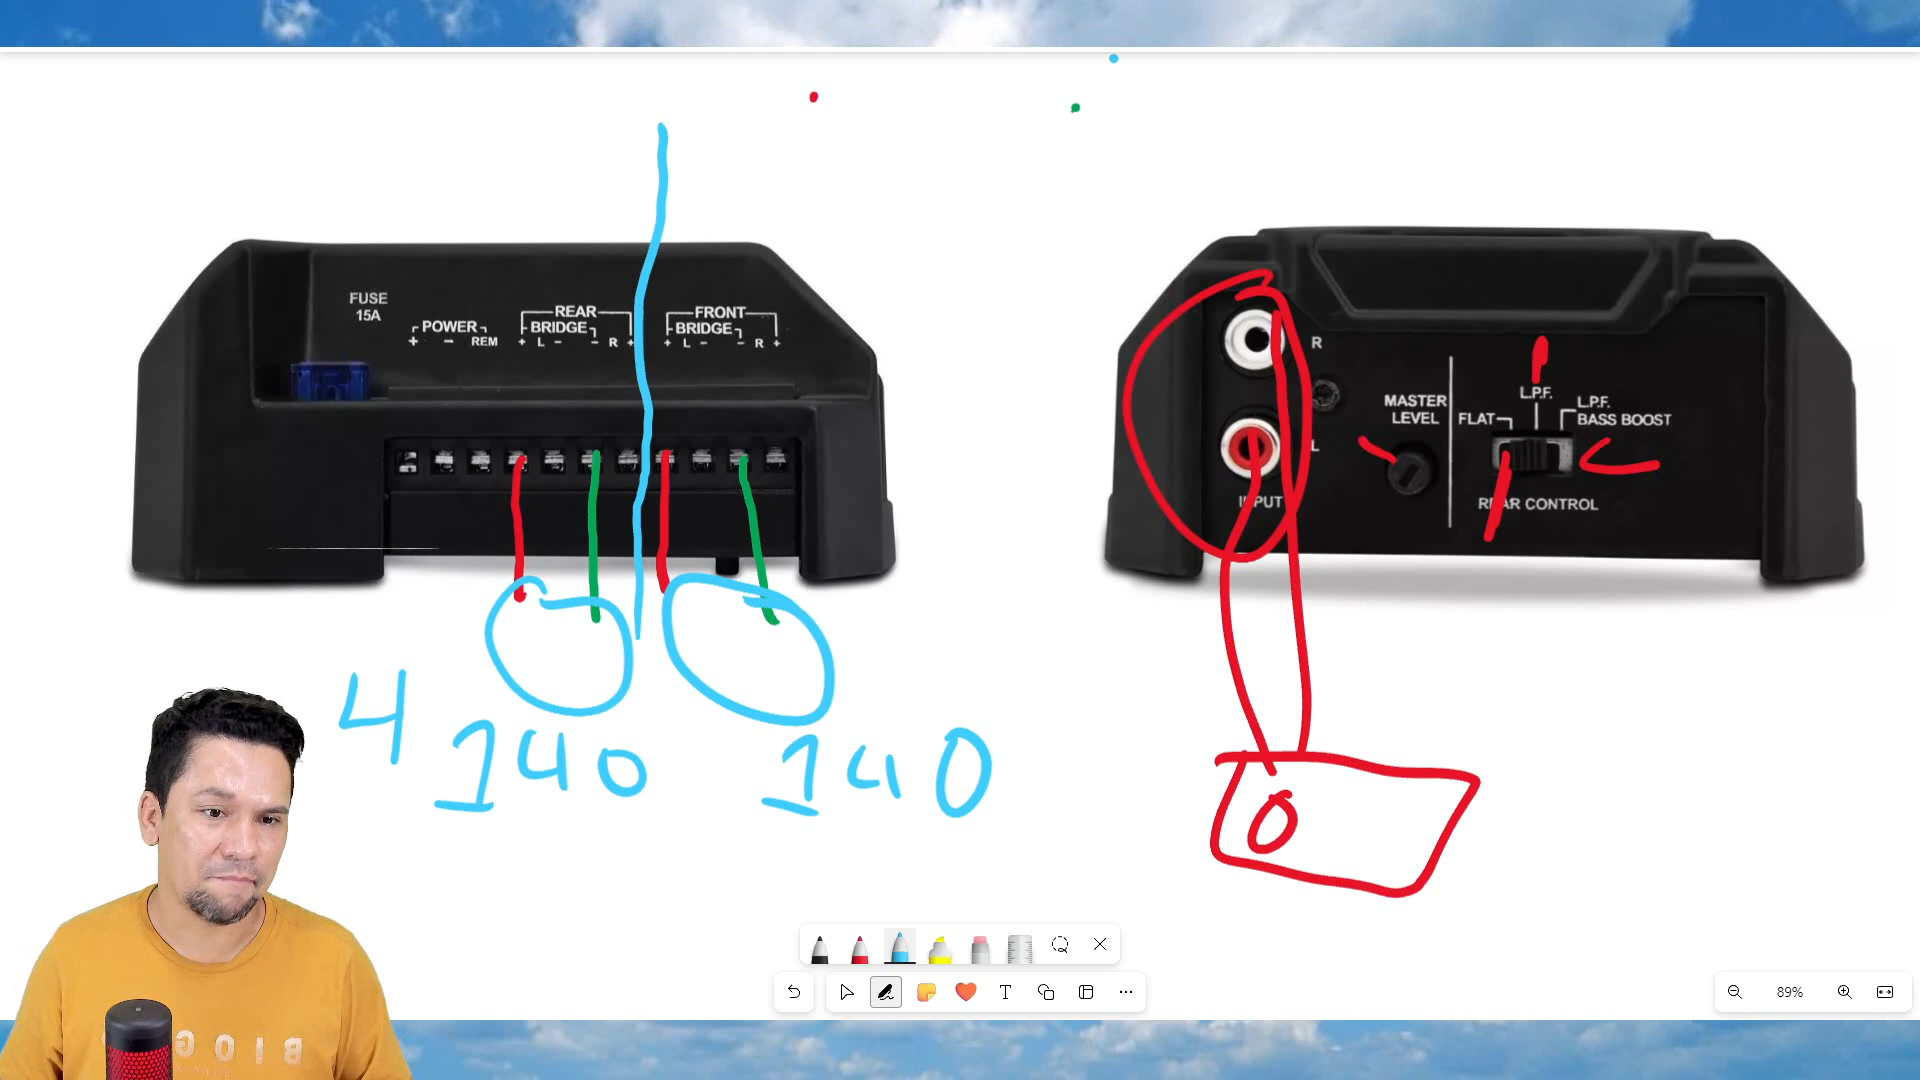 FUSE
15A
POWER
+ - REM
REAR
BRIDGE
+ L - - R +
FRONT
BRIDGE
+ L - - R +
R
L
INPUT
MASTER
LEVEL
FLAT
L.P.F.
L.P.F.
BASS BOOST
REAR CONTROL
4
140
140
0
BIOG
T
89%